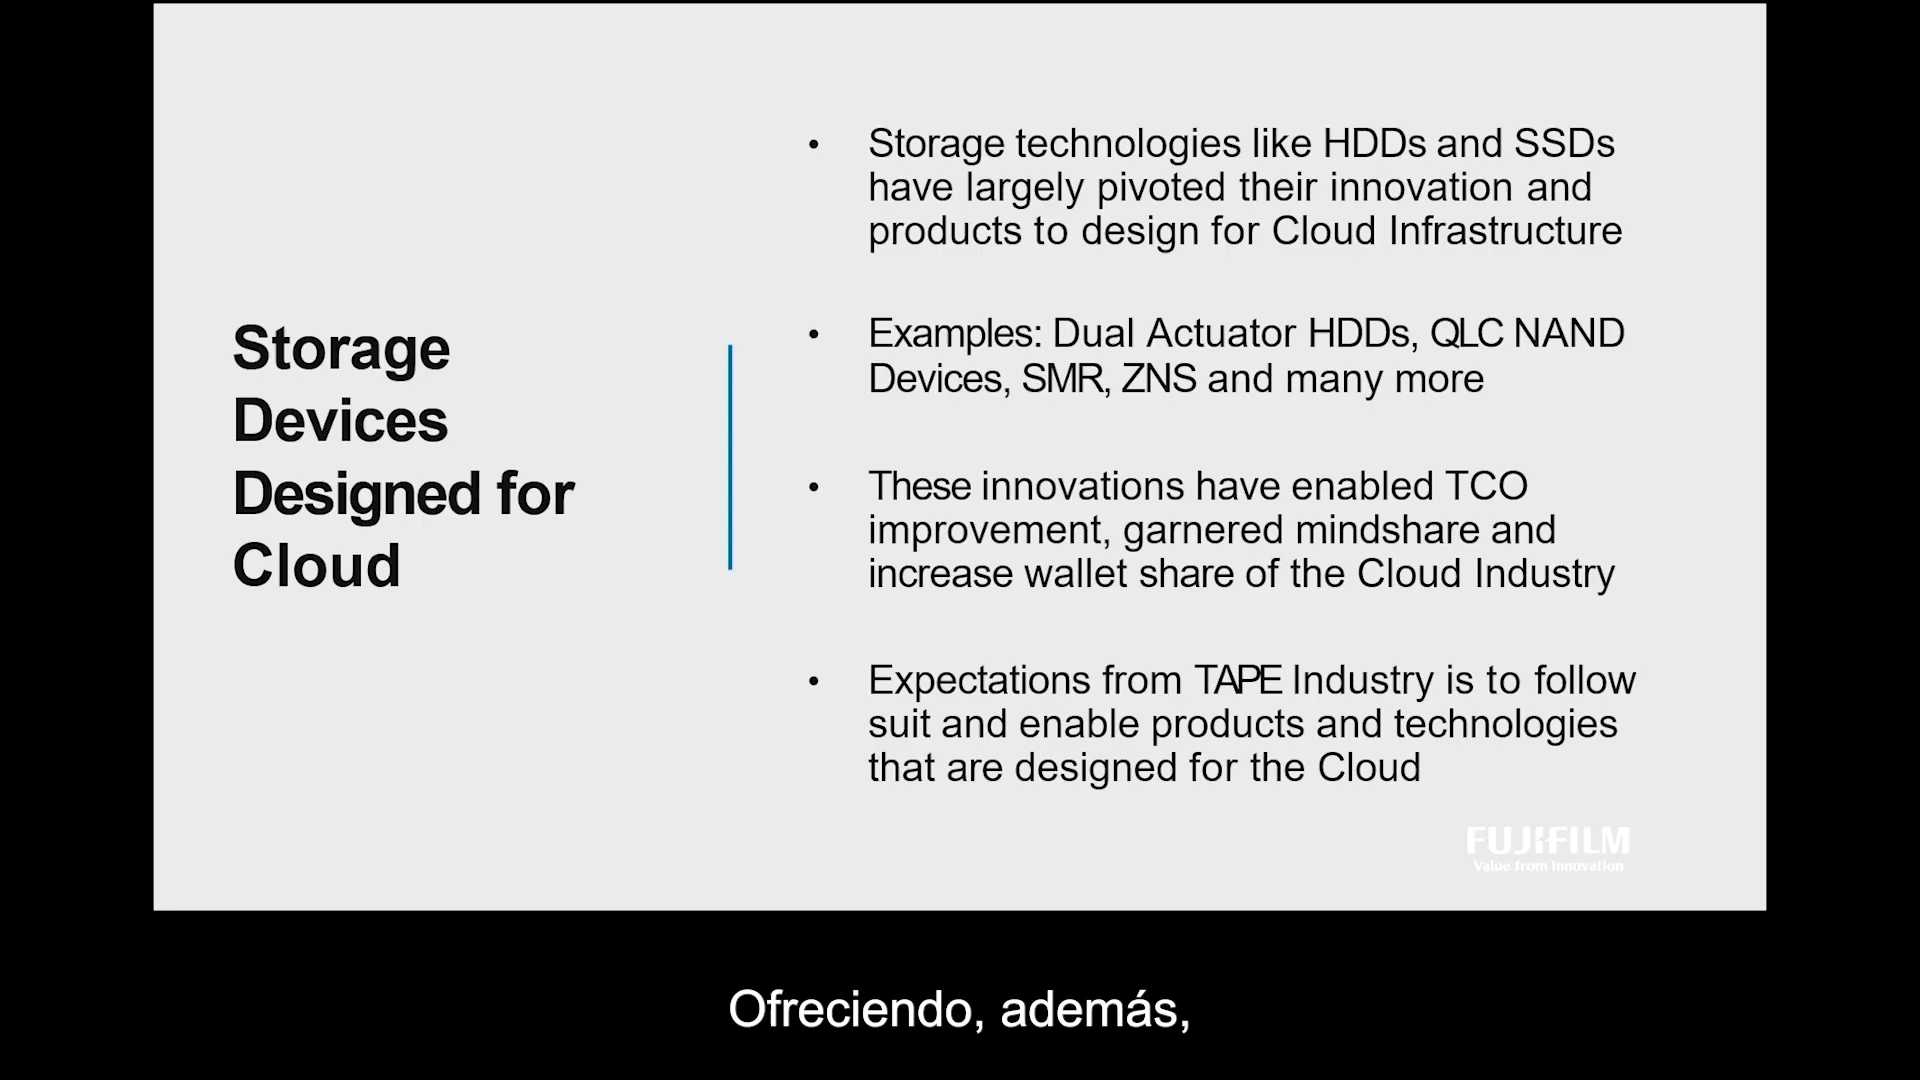 Storage
Devices
Designed for
Cloud
• Storage technologies like HDDs and SSDs
have largely pivoted their innovation and
products to design for Cloud Infrastructure
• Examples: Dual Actuator HDDs, QLC NAND
Devices, SMR, ZNS and many more
• These innovations have enabled TCO
improvement, garnered mindshare and
increase wallet share of the Cloud Industry
• Expectations from TAPE Industry is to follow
suit and enable products and technologies
that are designed for the Cloud
FUJIFILM
Value from Innovation
Ofreciendo, además,